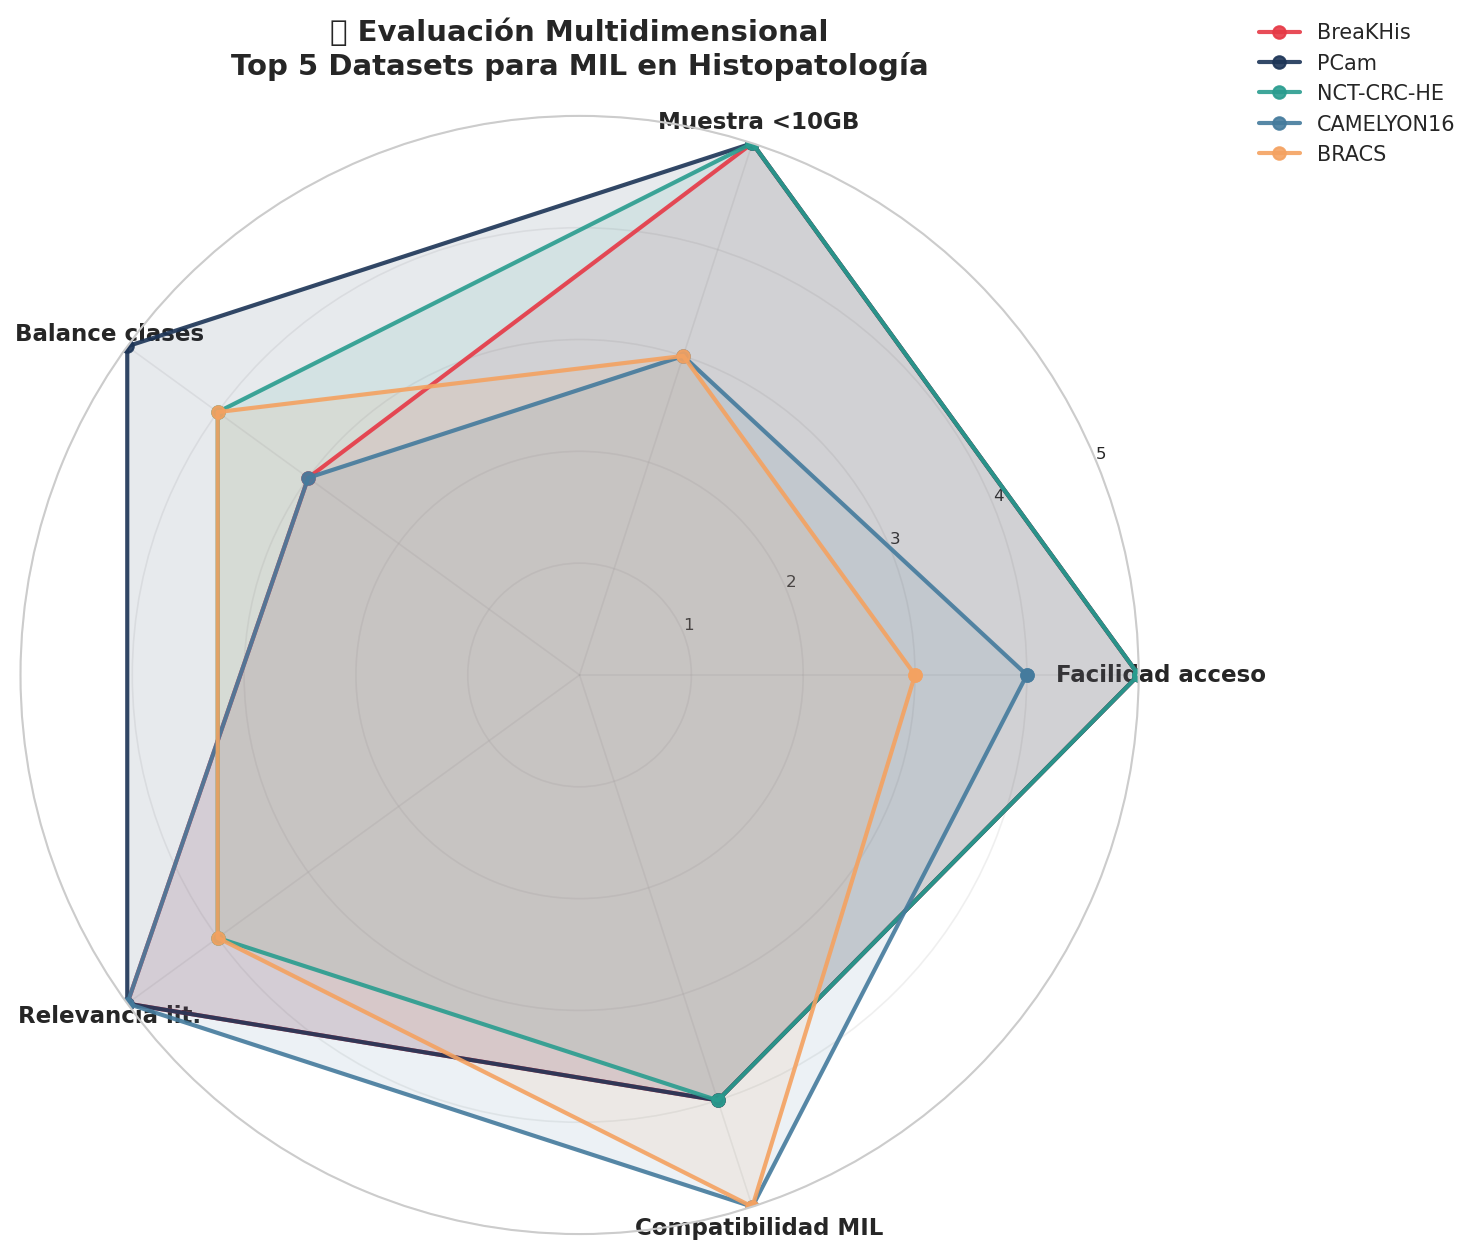 Evaluación Multidimensional
Top 5 Datasets para MIL en Histopatología
BreaKHis
PCam
NCT-CRC-HE
CAMELYON16
BRACS
Muestra <10GB
Balance clases
5
4
3
2
1
Facilidad acceso
Relevancia lit.
Compatibilidad MIL